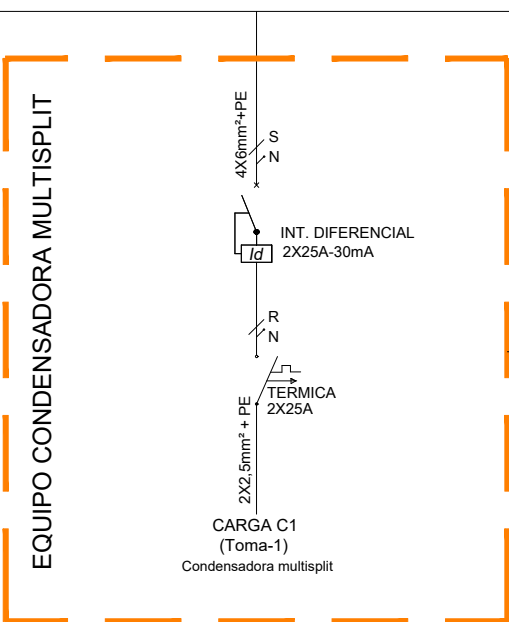 EQUIPO CONDENSADORA MULTISPLIT
4X6mm²+PE
S
N
INT. DIFERENCIAL
Id
2X25A-30mA
R
N
TERMICA
2X25A
2X2,5mm² + PE
CARGA C1
(Toma-1)
Condensadora multisplit